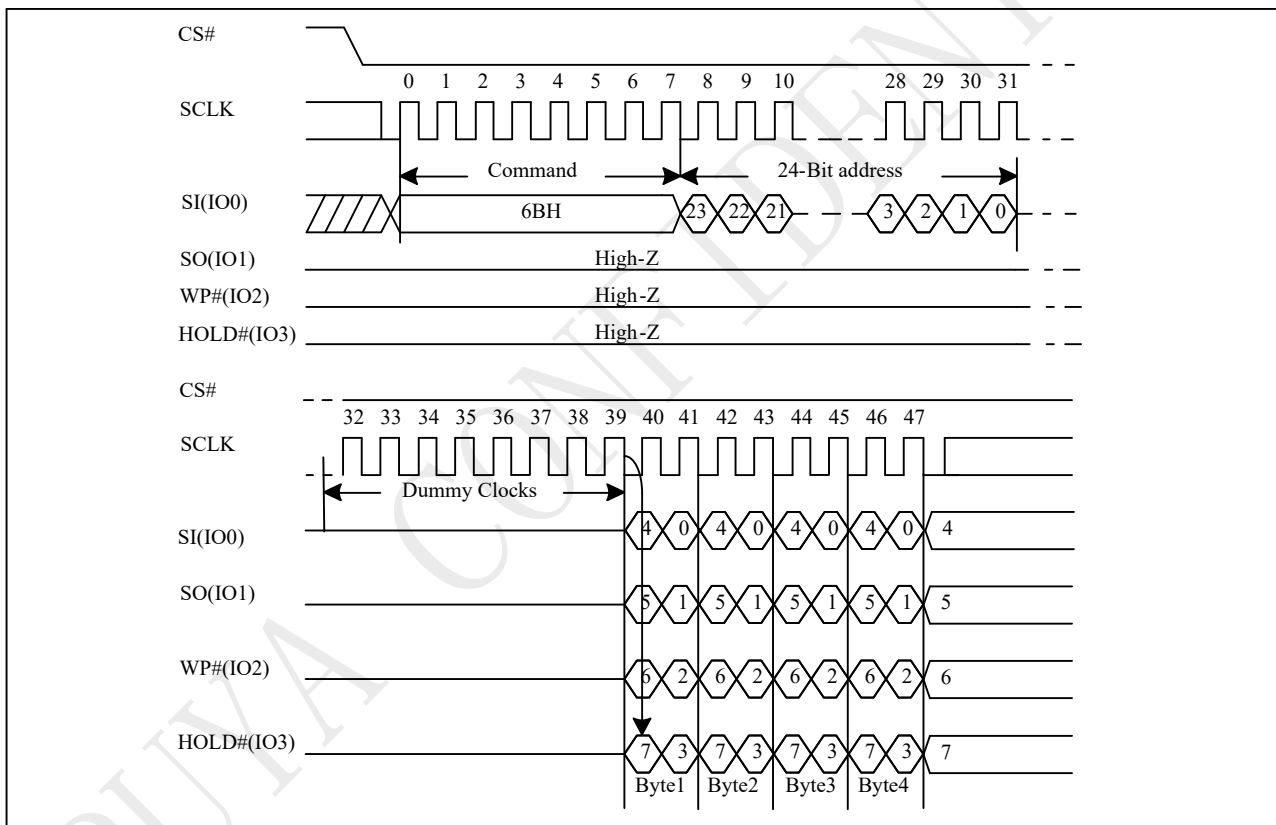 CS#
0 1 2 3 4 5 6 7 8 9 10 28 29 30 31
SCLK
Command 24-Bit address
SI(IO0) 6BH 23 22 21 3 2 1 0
SO(IO1) High-Z
WP#(IO2) High-Z
HOLD#(IO3) High-Z
CS#
32 33 34 35 36 37 38 39 40 41 42 43 44 45 46 47
SCLK
Dummy Clocks
SI(IO0) 4 0 4 0 4 0 4 0 4
SO(IO1) 5 1 5 1 5 1 5 1 5
WP#(IO2) 6 2 6 2 6 2 6 2 6
HOLD#(IO3) 7 3 7 3 7 3 7 3 7
Byte1 Byte2 Byte3 Byte4
PUYA CONFIDENT